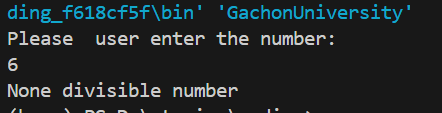 ding_f618cf5f\bin' 'GachonUniversity'
Please  user enter the number:
6
None divisible number